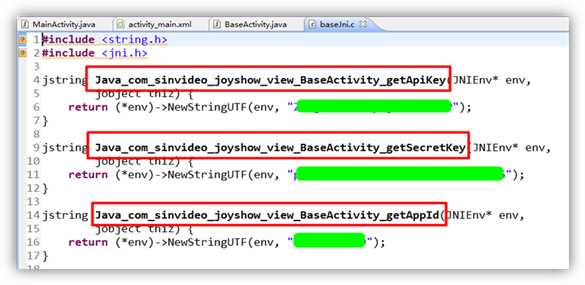 MainActivity.java activity_main.xml BaseActivity.java baseJni.c
1 #include <string.h>
2 #include <jni.h>
3
4 jstring Java_com_sinvideo_joyshow_view_BaseActivity_getApiKey(JNIEnv* env,
5 jobject thiz) {
6 return (*env)->NewStringUTF(env, " ");
7 }
8
9 jstring Java_com_sinvideo_joyshow_view_BaseActivity_getSecretKey(JNIEnv* env,
10 jobject thiz) {
11 return (*env)->NewStringUTF(env, " ");
12 }
13
14 jstring Java_com_sinvideo_joyshow_view_BaseActivity_getAppId(JNIEnv* env,
15 jobject thiz) {
16 return (*env)->NewStringUTF(env, " ");
17 }
18